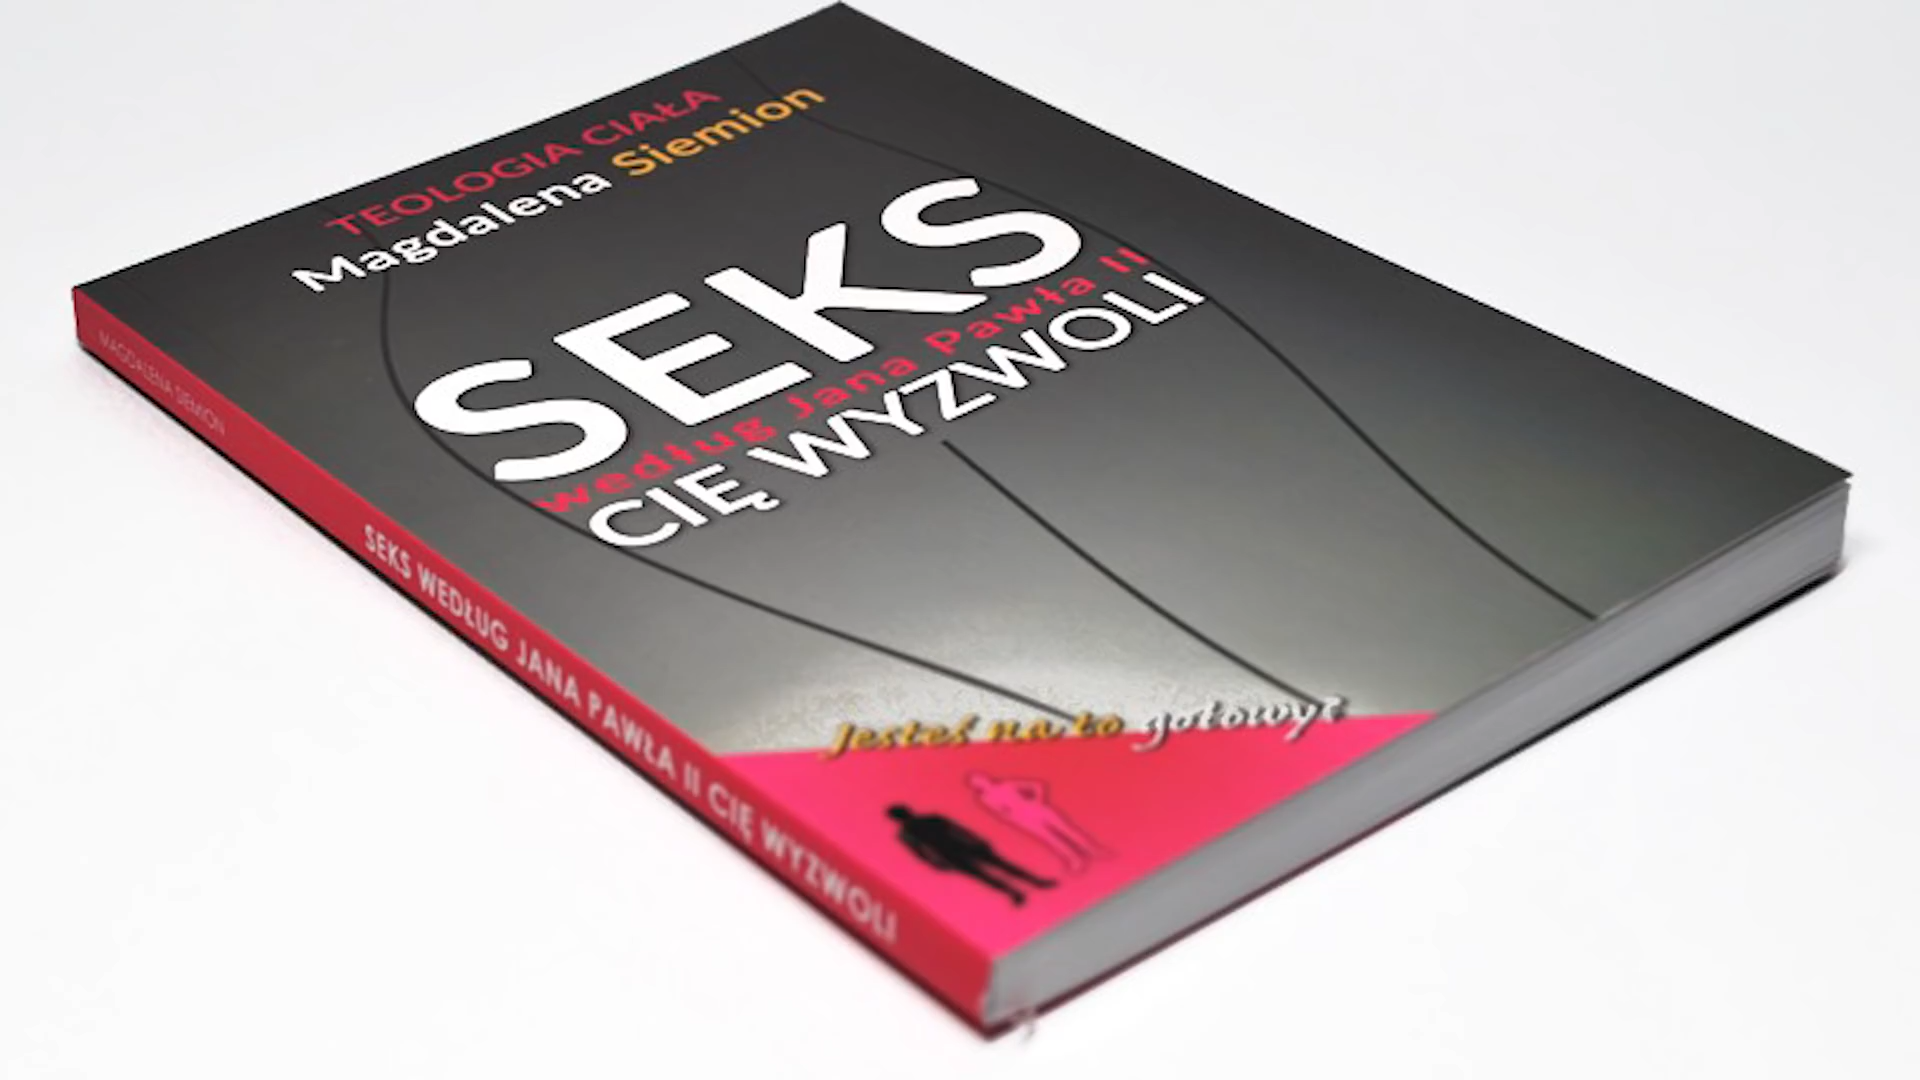 TEOLOGIA CIAŁA
Magdalena Siemion
SEKS
według Jana Pawła II
CIĘ WYZWOLI
Jesteś na to gotowy?
MAGDALENA SIEMION
SEKS WEDŁUG JANA PAWŁA II CIĘ WYZWOLI